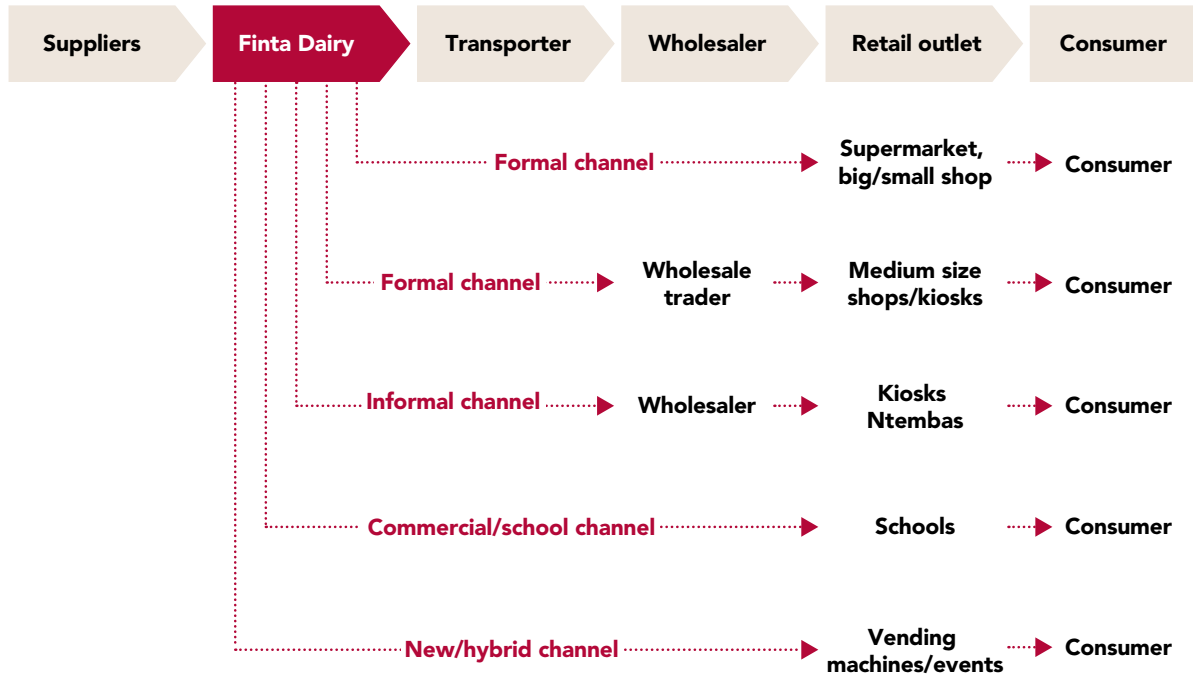 Suppliers
Finta Dairy
Transporter
Wholesaler
Retail outlet
Consumer
Formal channel
Supermarket,
big/small shop
Consumer
Formal channel
Wholesale
trader
Medium size
shops/kiosks
Consumer
Informal channel
Wholesaler
Kiosks
Ntembas
Consumer
Commercial/school channel
Schools
Consumer
New/hybrid channel
Vending
machines/events
Consumer